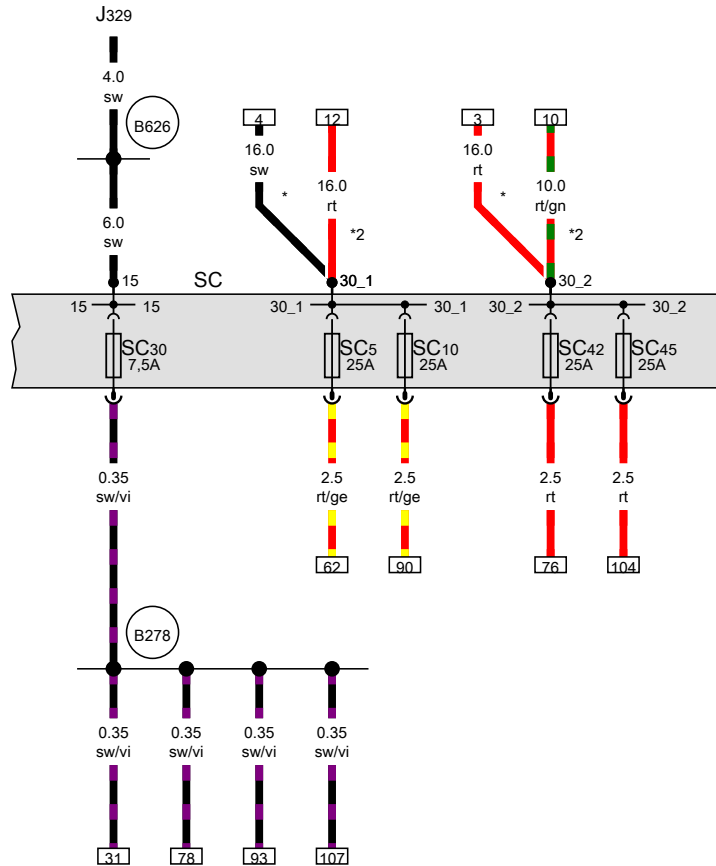 J329
4.0
sw
B626
4
12
3
10
16.0
sw
*
16.0
rt
*2
16.0
rt
*
10.0
rt/gn
*2
6.0
sw
15
SC
30_1
30_2
15
15
30_1
30_1
30_2
30_2
SC30
7,5A
SC5
25A
SC10
25A
SC42
25A
SC45
25A
0.35
sw/vi
2.5
rt/ge
2.5
rt/ge
2.5
rt
2.5
rt
62
90
76
104
B278
0.35
sw/vi
0.35
sw/vi
0.35
sw/vi
0.35
sw/vi
31
78
93
107